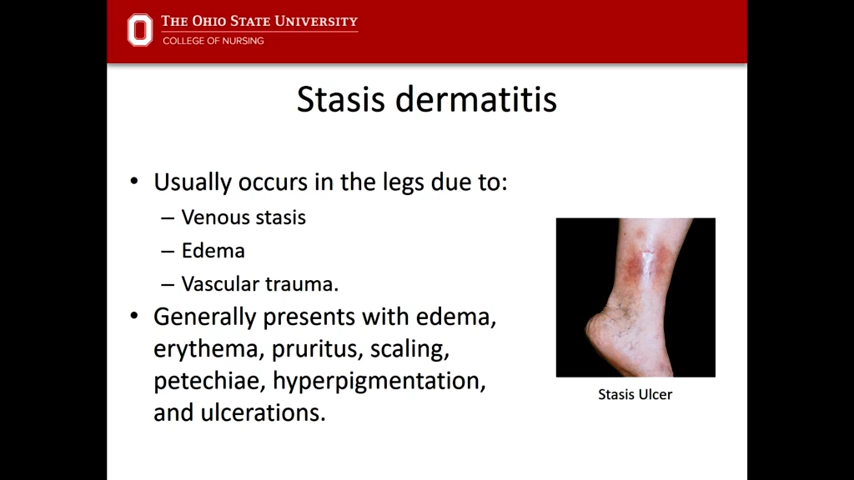 THE OHIO STATE UNIVERSITY
COLLEGE OF NURSING
Stasis dermatitis
• Usually occurs in the legs due to:
– Venous stasis
– Edema
– Vascular trauma.
• Generally presents with edema,
erythema, pruritus, scaling,
petechiae, hyperpigmentation,
and ulcerations.
Stasis Ulcer